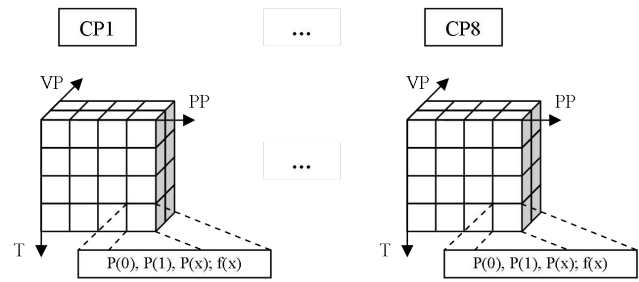 CP1 ... CP8
VP PP VP PP
...
T T
P(0), P(1), P(x); f(x) P(0), P(1), P(x); f(x)